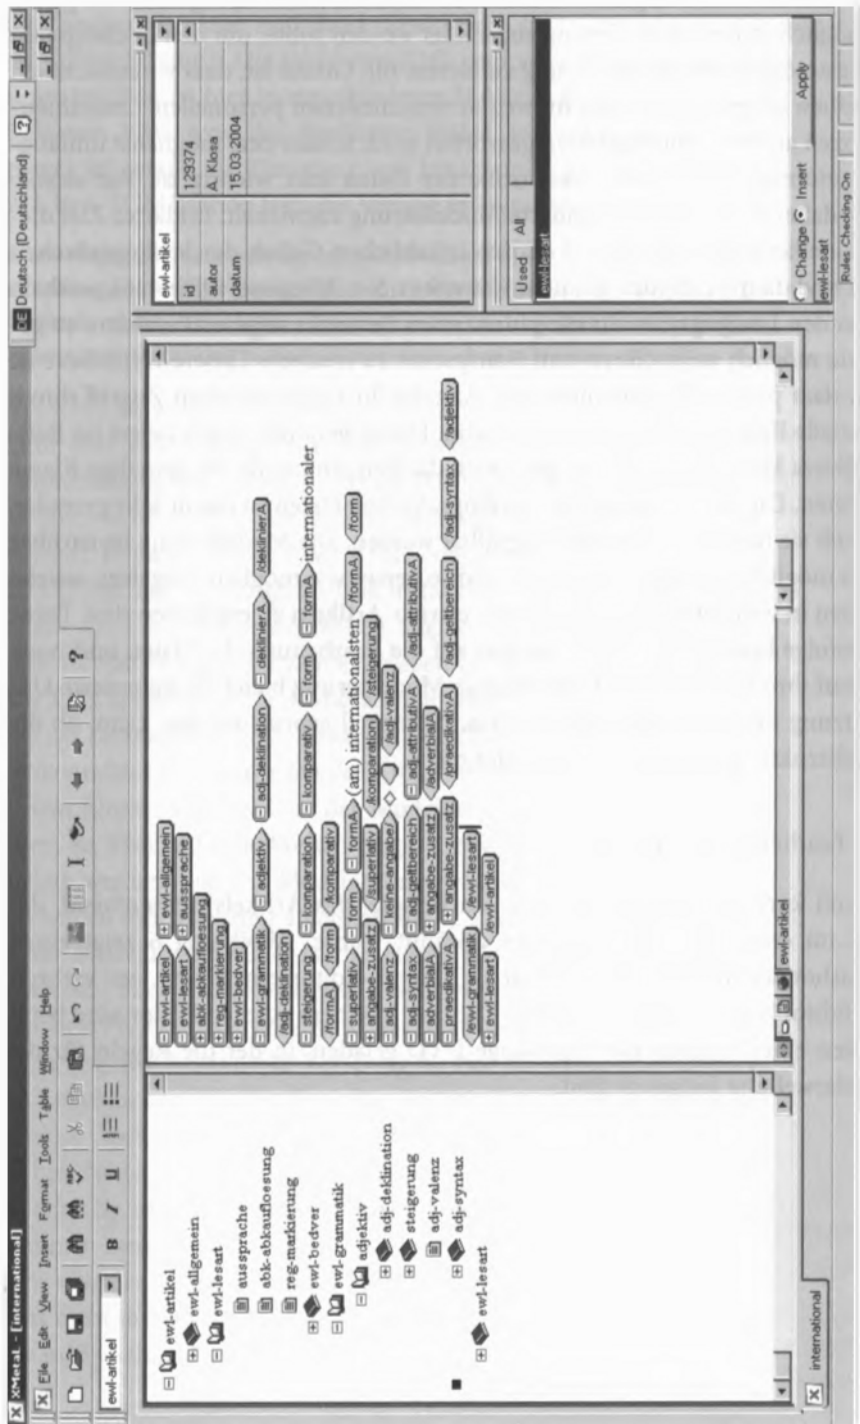 XMetaL - [international]
File Edit View Insert Format Tools Table Window Help
DE Deutsch (Deutschland)
ewl-artikel
B I U
ewl-artikel
ewl-allgemein
ewl-lesart
aussprache
abk-abkaufloesung
reg-markierung
ewl-bedver
ewl-grammatik
adjektiv
adj-deklination
steigerung
adj-valenz
adj-syntax
ewl-lesart
ewl-artikel ewl-allgemein
ewl-lesart aussprache
abk-abkaufloesung
reg-markierung
ewl-bedver
ewl-grammatik adjektiv adj-deklination deklinierA /deklinierA
/adj-deklination
steigerung komparation komparativ form formA internationaler
/formA /form /komparativ
superlativ form formA (am) internationalsten /formA /form
angabe-zusatz /superlativ /komparation /steigerung
adj-valenz keine-angabe /adj-valenz
adj-syntax adj-geltbereich adj-attributivA /adj-attributivA
adverbialA angabe-zusatz /adverbialA
praedikativA angabe-zusatz /praedikativA /adj-geltbereich /adj-syntax /adjektiv
/ewl-grammatik /ewl-lesart
ewl-lesart /ewl-artikel
ewl-artikel
id 129374
autor A. Klosa
datum 15.03.2004
Used All
ewl-lesart
Change Insert Apply
ewl-lesart
ewl-artikel
international
Rules Checking On